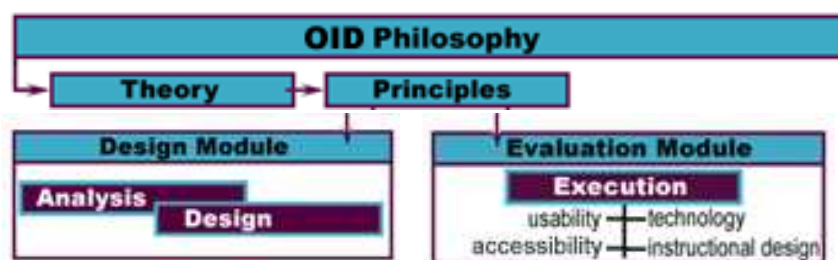 OID Philosophy
Theory
Principles
Design Module
Analysis
Design
Evaluation Module
Execution
usability technology
accessibility instructional design